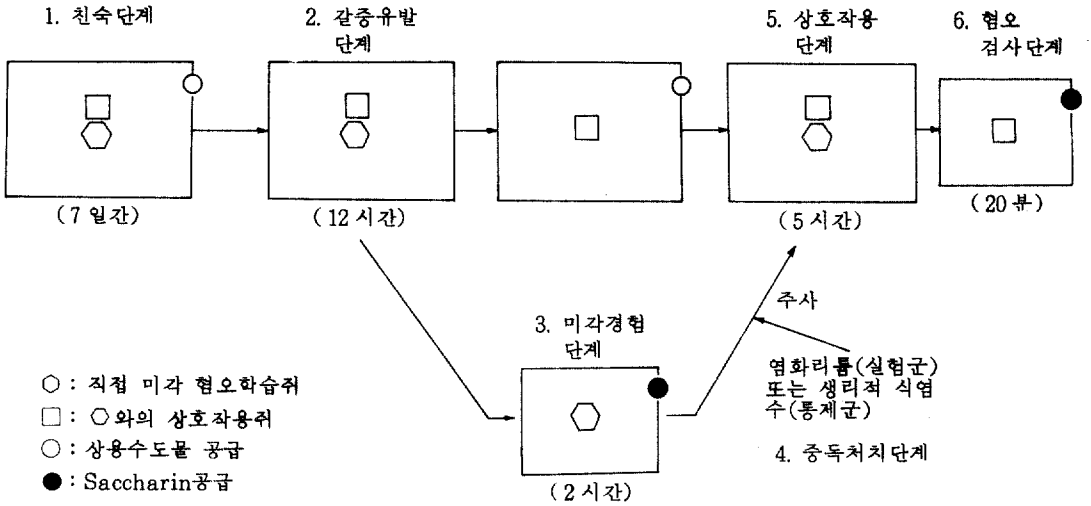 1. 친숙단계
2. 갈증유발
단계
5. 상호작용
단계
6. 혐오
검사단계
(7 일간)
(12 시간)
(5 시간)
(20 분)
3. 미각경험
단계
주사
염화리튬(실험군)
또는 생리적 식염
수(통제군)
4. 중독처치단계
(2 시간)
⬡ : 직접 미각 혐오학습쥐
□ : ⬡와의 상호작용쥐
○ : 상용수도물 공급
● : Saccharin공급